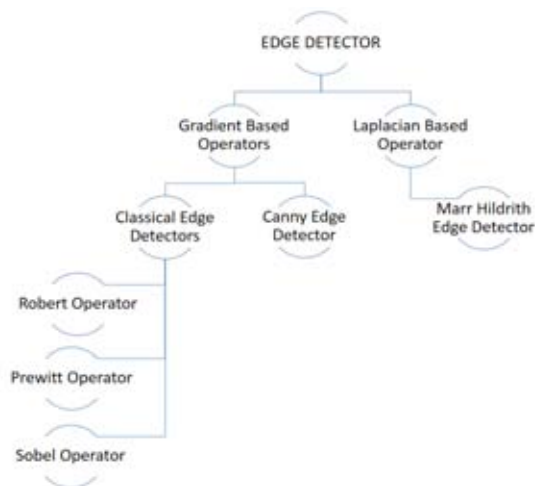 EDGE DETECTOR
Gradient Based
Operators
Laplacian Based
Operator
Classical Edge
Detectors
Canny Edge
Detector
Marr Hildrith
Edge Detector
Robert Operator
Prewitt Operator
Sobel Operator